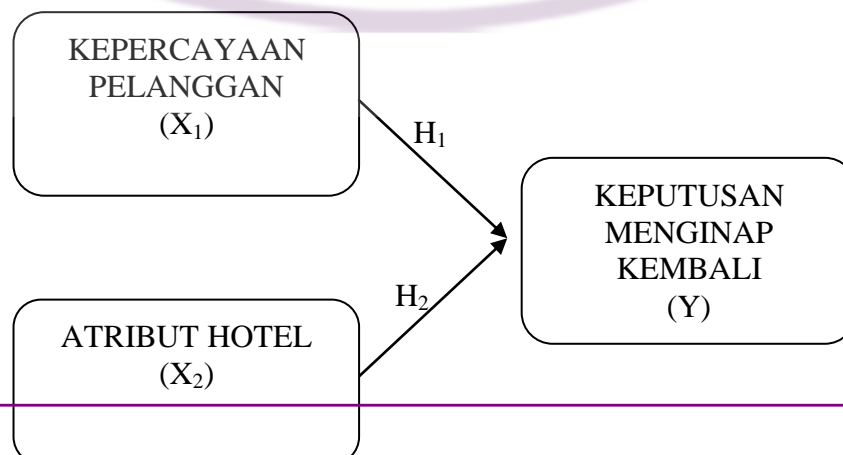 KEPERCAYAAN
PELANGGAN
(X₁)
H₁
KEPUTUSAN
MENGINAP
KEMBALI
(Y)
H₂
ATRIBUT HOTEL
(X₂)